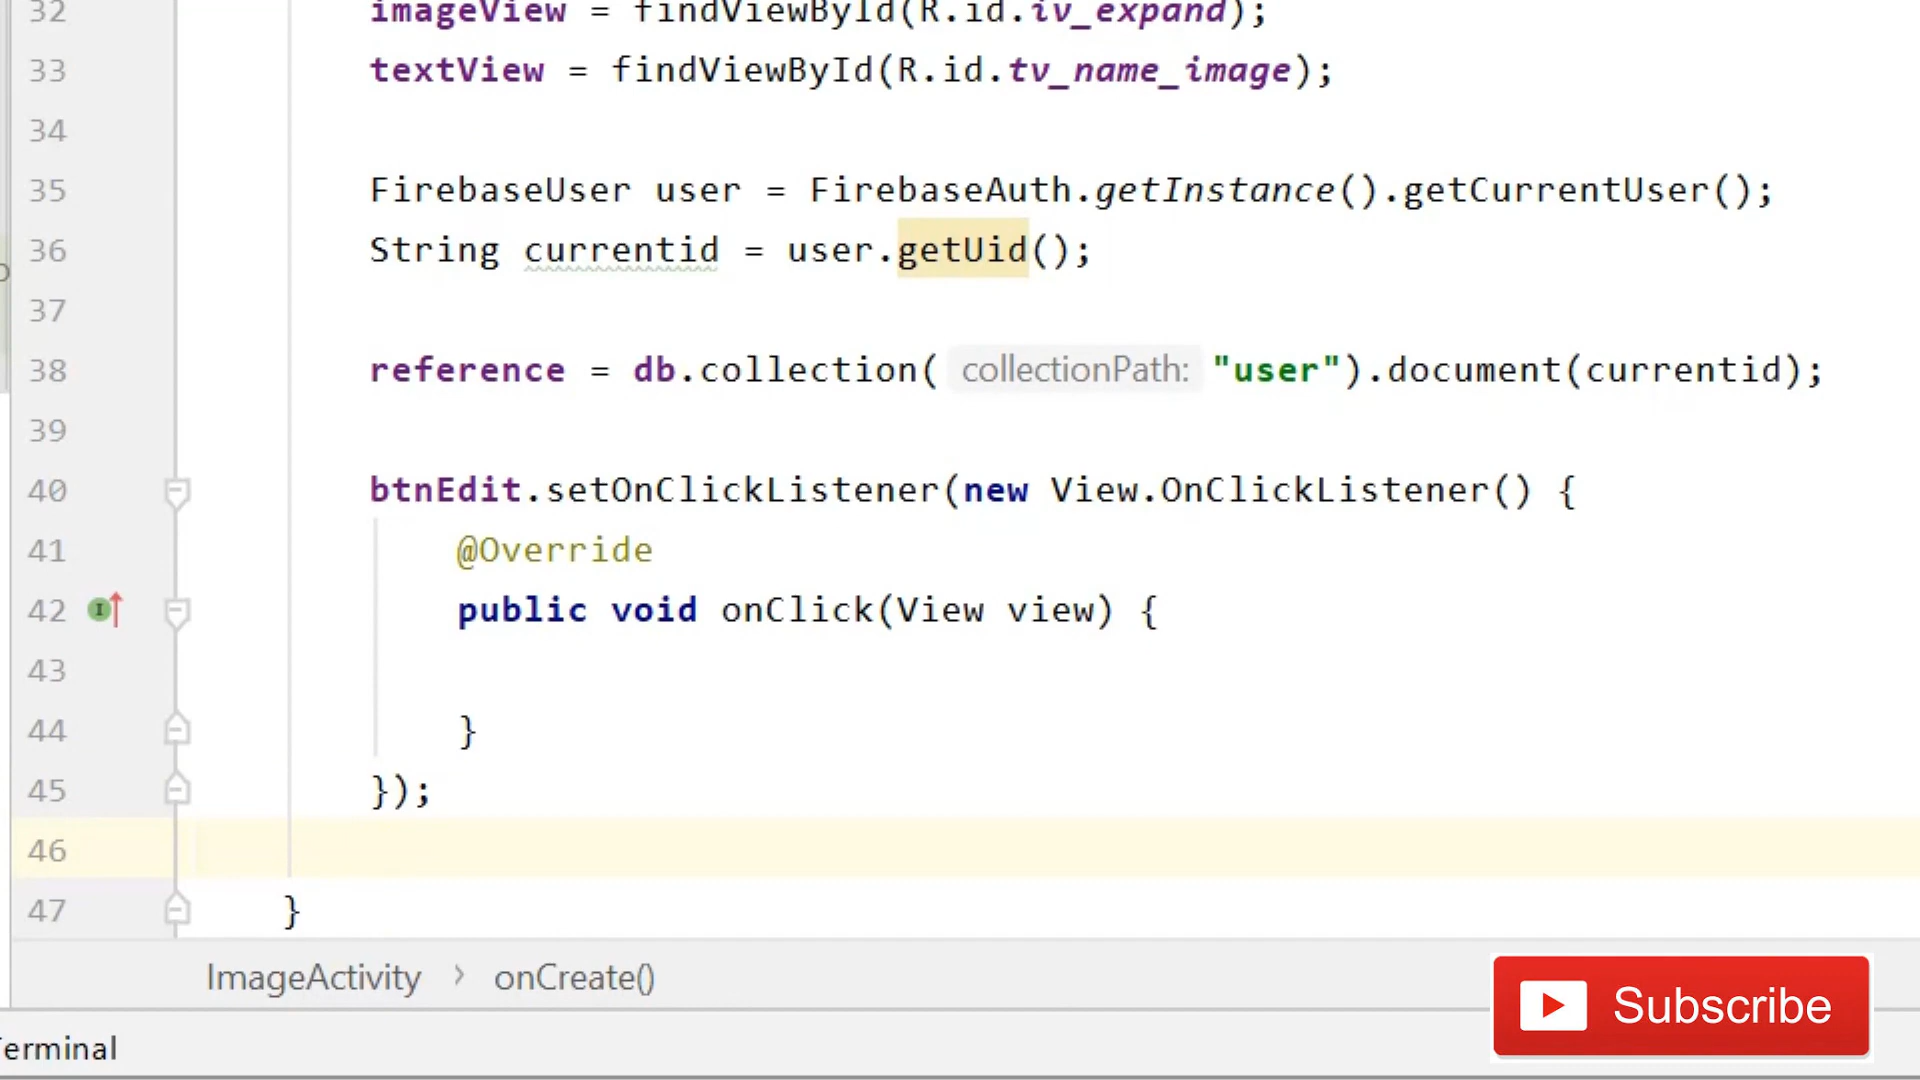 32 imageView = findViewById(R.id.iv_expand);
33 textView = findViewById(R.id.tv_name_image);
34
35 FirebaseUser user = FirebaseAuth.getInstance().getCurrentUser();
36 String currentid = user.getUid();
37
38 reference = db.collection( collectionPath: "user").document(currentid);
39
40 btnEdit.setOnClickListener(new View.OnClickListener() {
41 @Override
42 public void onClick(View view) {
43
44 }
45 });
46
47 }
ImageActivity > onCreate()
Subscribe
Terminal